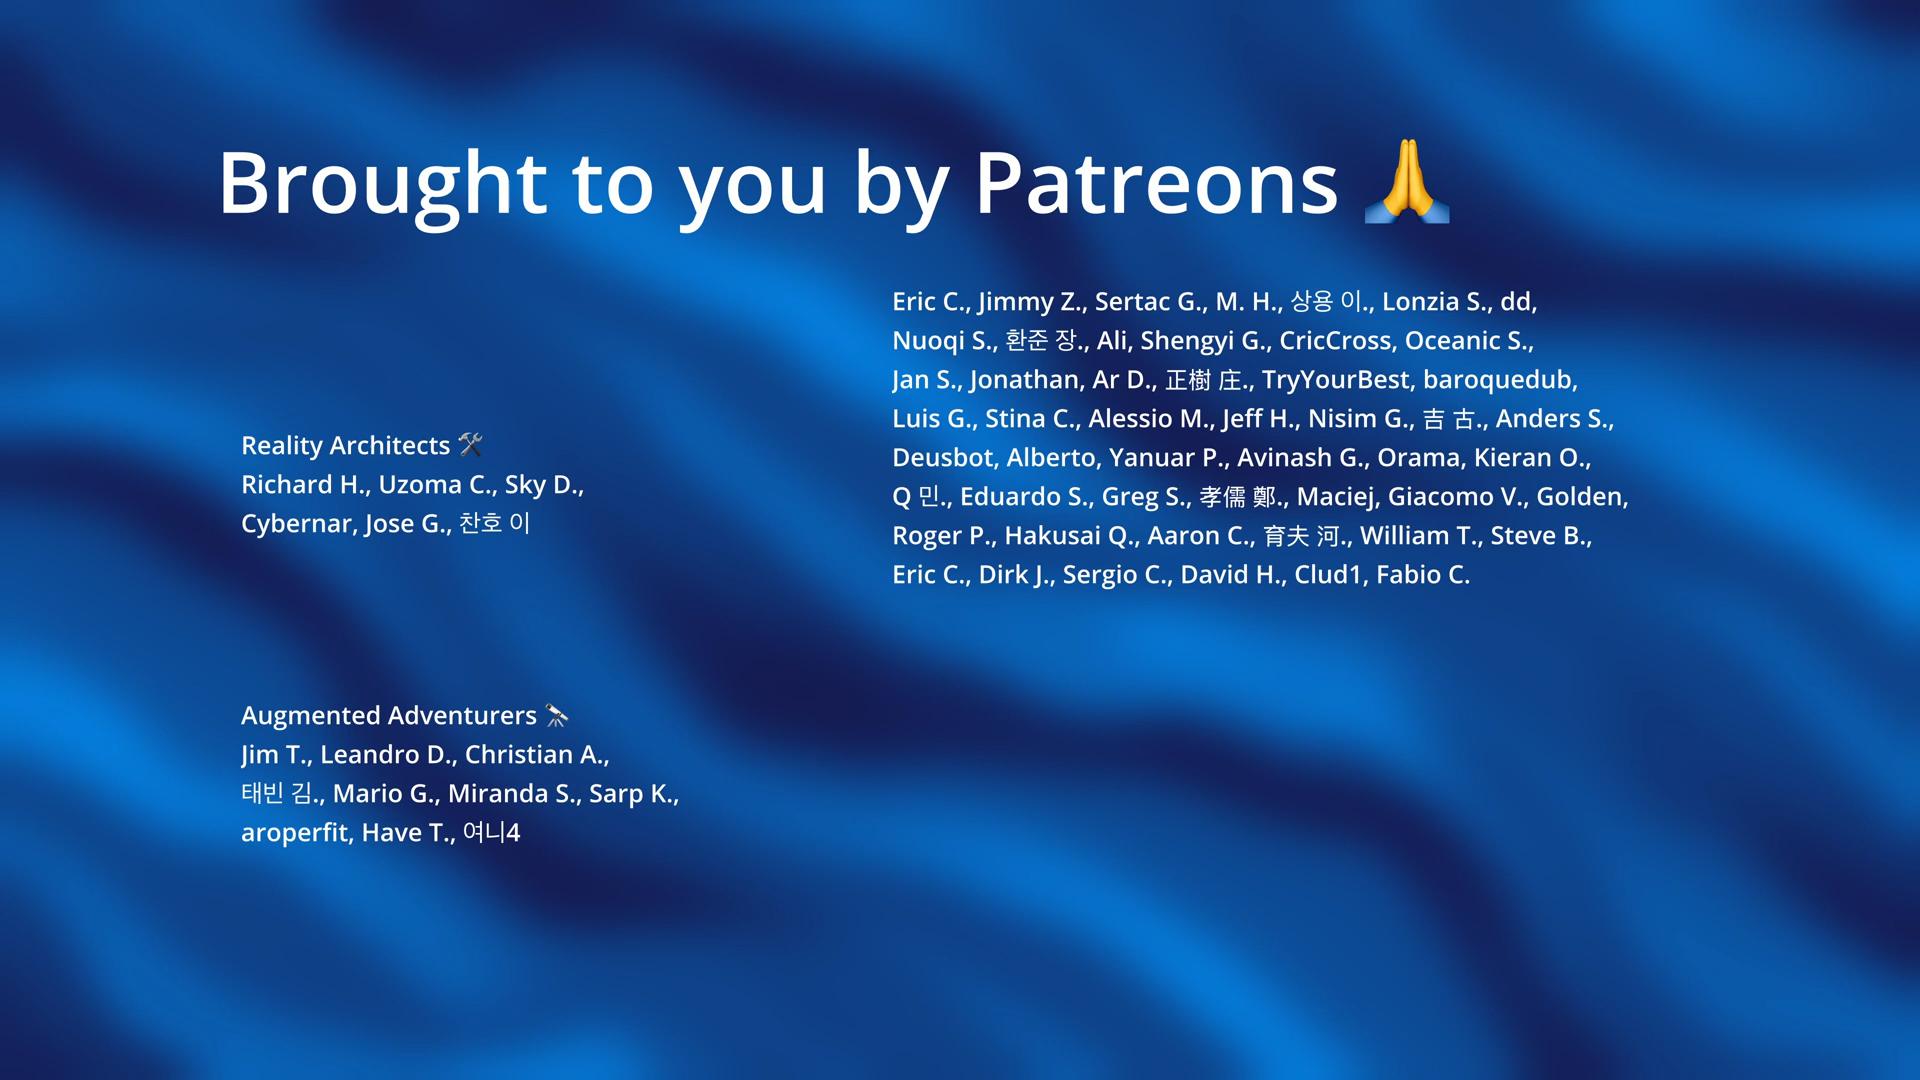 Brought to you by Patreons 🙏
Reality Architects 🛠
Richard H., Uzoma C., Sky D.,
Cybernar, Jose G., 찬호 이
Augmented Adventurers 🔭
Jim T., Leandro D., Christian A.,
태빈 김., Mario G., Miranda S., Sarp K.,
aroperfit, Have T., 여니4
Eric C., Jimmy Z., Sertac G., M. H., 상용 이., Lonzia S., dd,
Nuoqi S., 환준 장., Ali, Shengyi G., CricCross, Oceanic S.,
Jan S., Jonathan, Ar D., 正樹 庄., TryYourBest, baroquedub,
Luis G., Stina C., Alessio M., Jeff H., Nisim G., 吉 古., Anders S.,
Deusbot, Alberto, Yanuar P., Avinash G., Orama, Kieran O.,
Q 민., Eduardo S., Greg S., 孝儒 鄭., Maciej, Giacomo V., Golden,
Roger P., Hakusai Q., Aaron C., 育夫 河., William T., Steve B.,
Eric C., Dirk J., Sergio C., David H., Clud1, Fabio C.